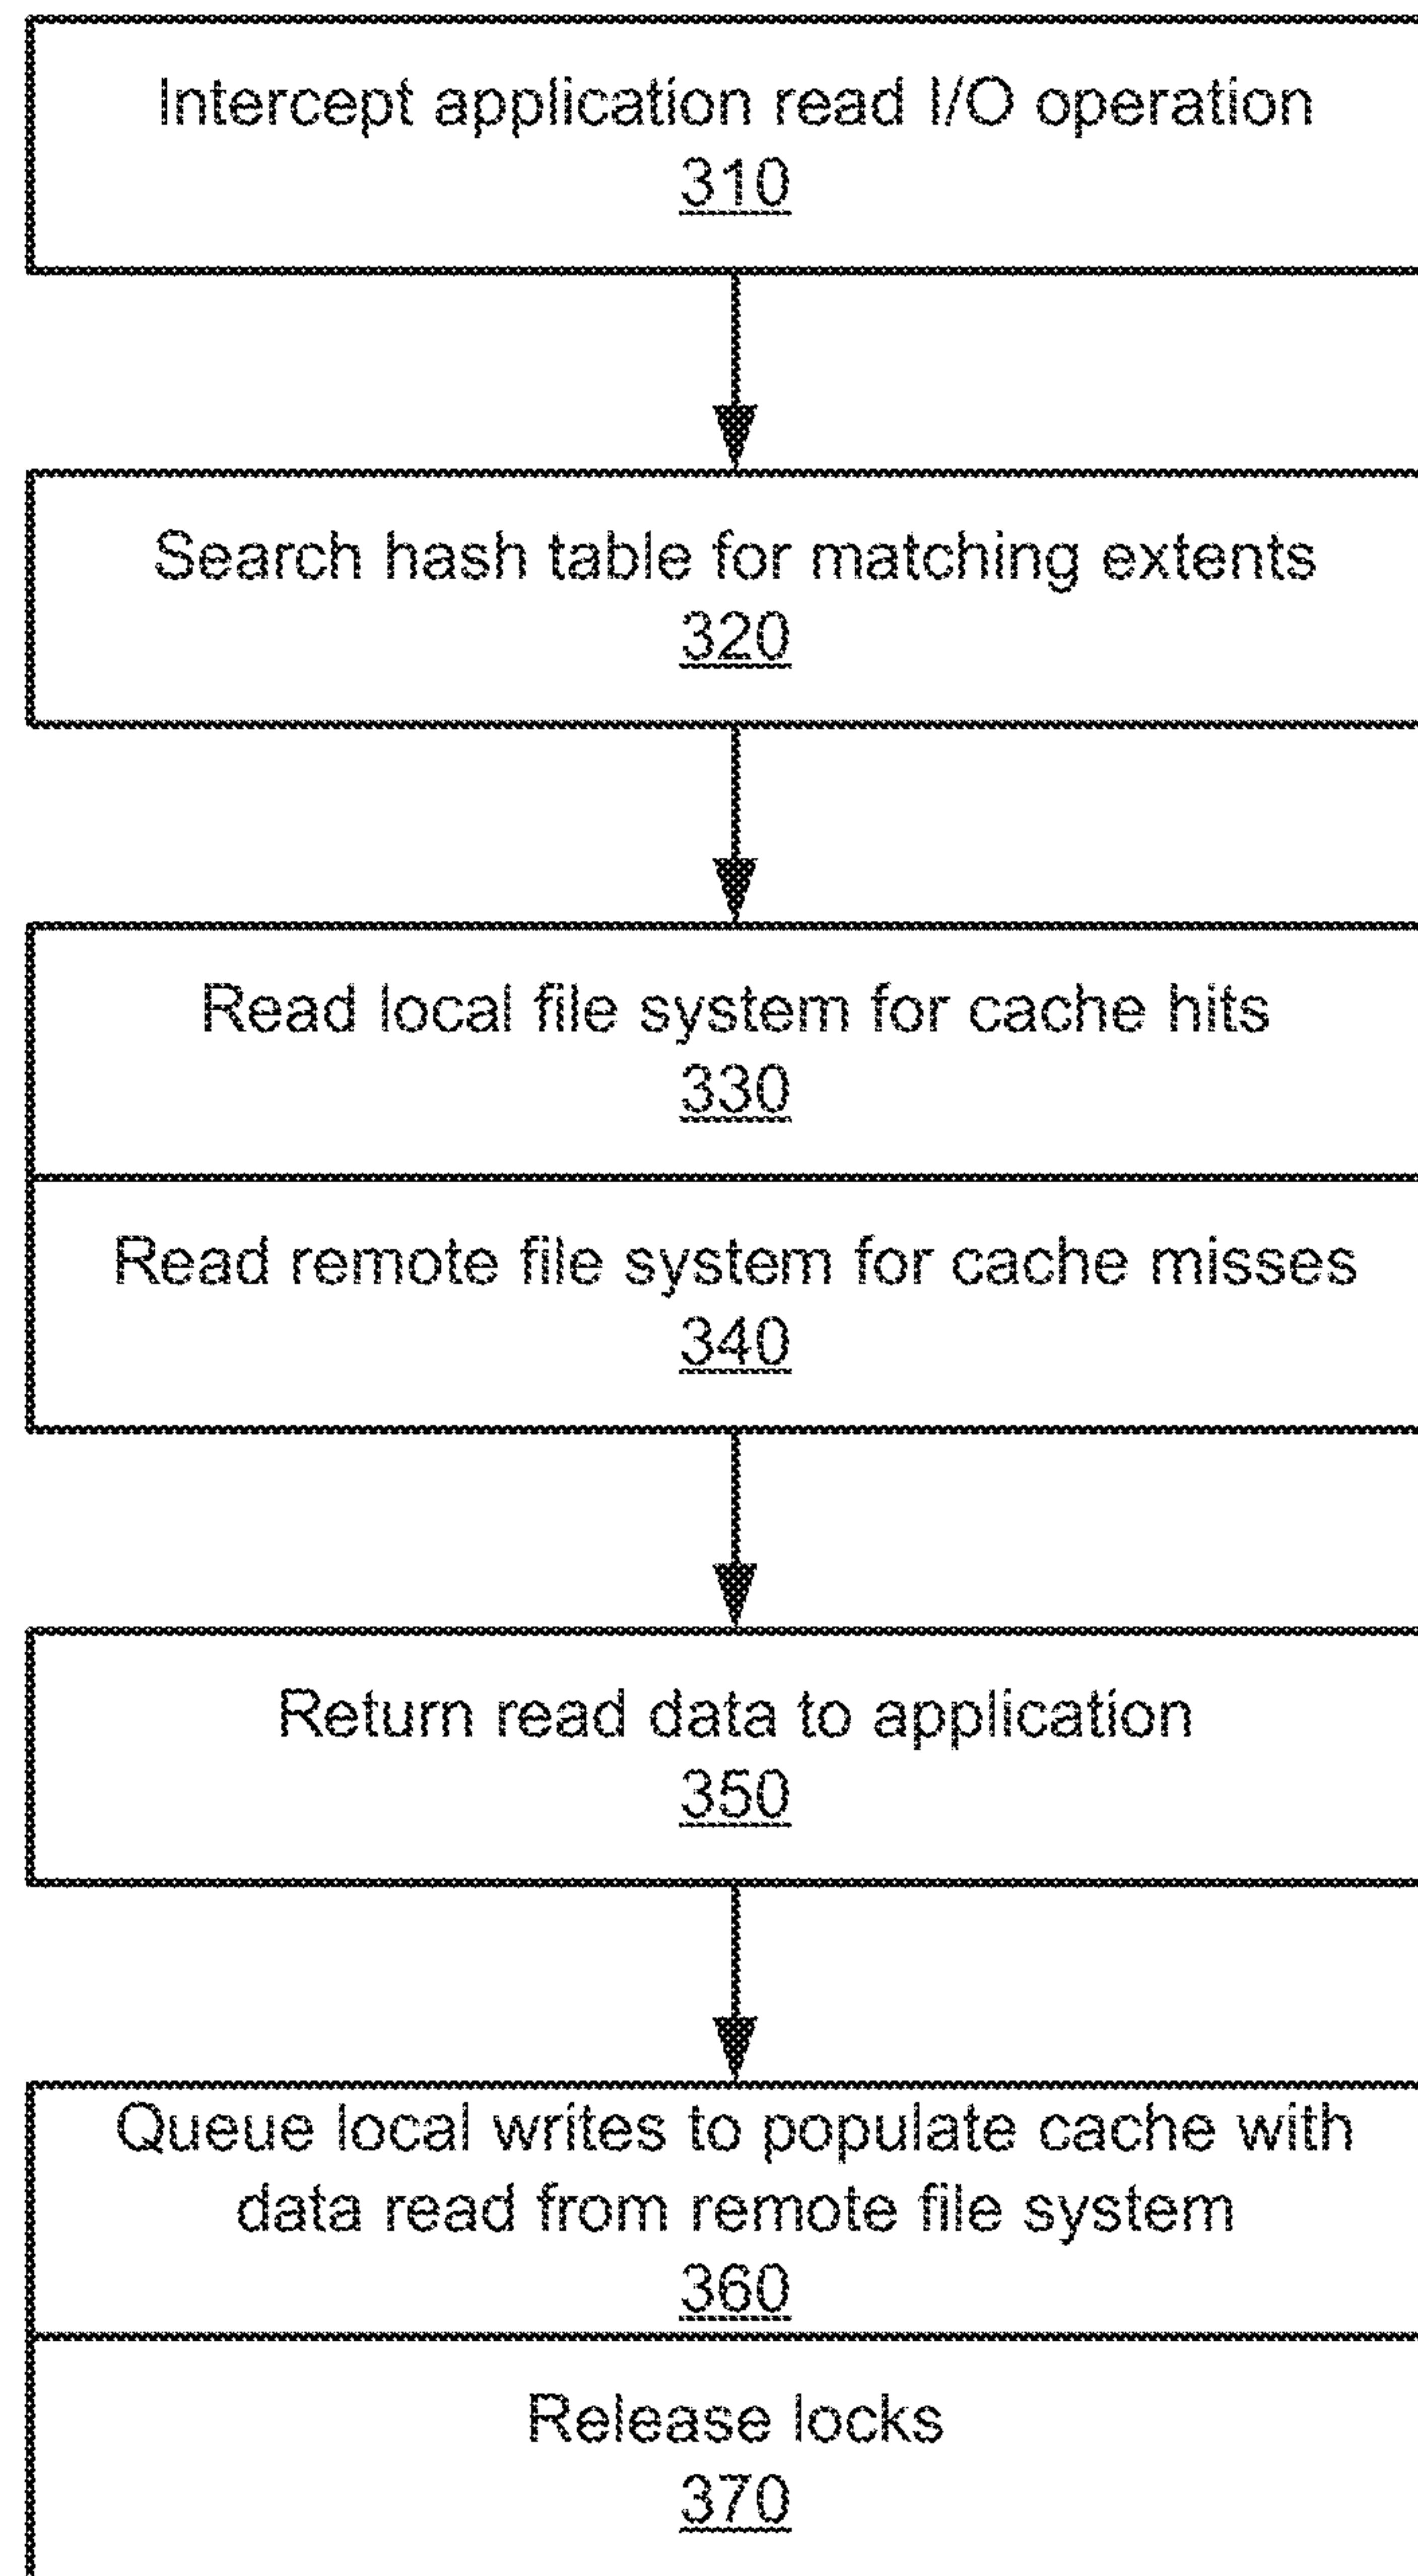 Intercept application read I/O operation
310
Search hash table for matching extents
320
Read local file system for cache hits
330
Read remote file system for cache misses
340
Return read data to application
350
Queue local writes to populate cache with
data read from remote file system
360
Release locks
370